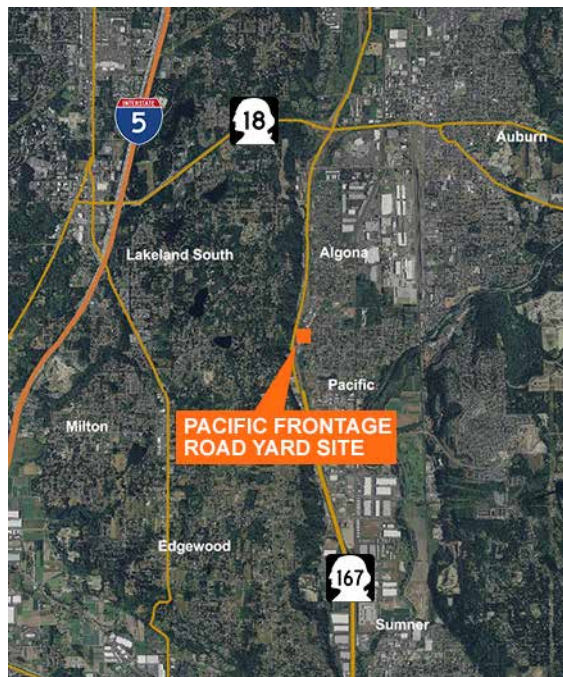 INTERSTATE
5
18
Auburn
Lakeland South
Algona
Pacific
PACIFIC FRONTAGE
ROAD YARD SITE
Milton
Edgewood
167
Sumner